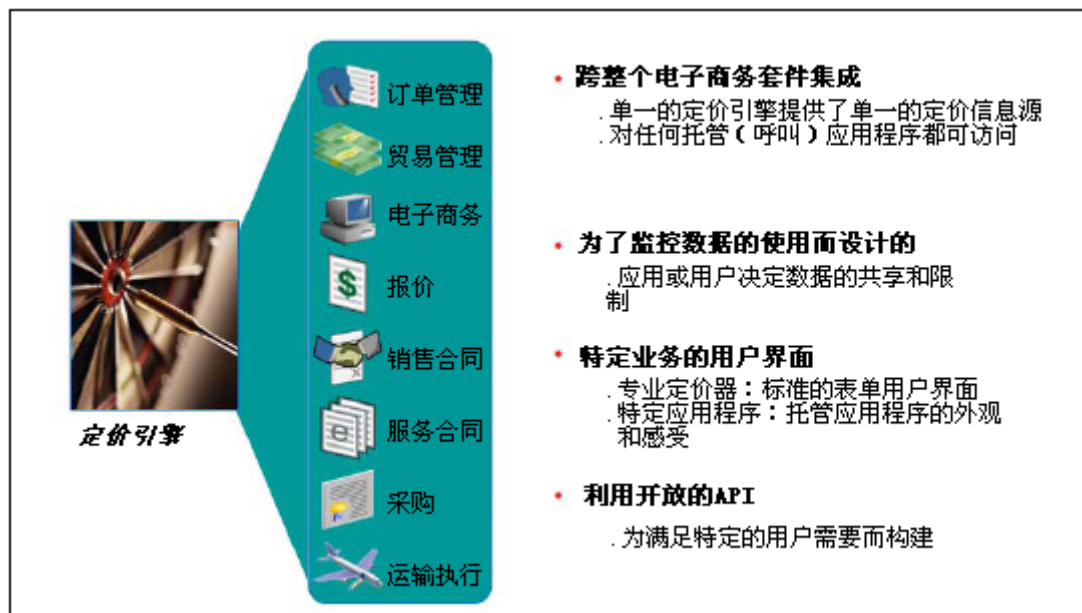 定价引擎
订单管理
贸易管理
电子商务
报价
销售合同
服务合同
采购
运输执行
• 跨整个电子商务套件集成
. 单一的定价引擎提供了单一的定价信息源
. 对任何托管（呼叫）应用程序都可访问
• 为了监控数据的使用而设计的
. 应用或用户决定数据的共享和限
制
• 特定业务的用户界面
. 专业定价器：标准的表单用户界面
. 特定应用程序：托管应用程序的外观
和感受
• 利用开放的API
. 为满足特定的用户需要而构建